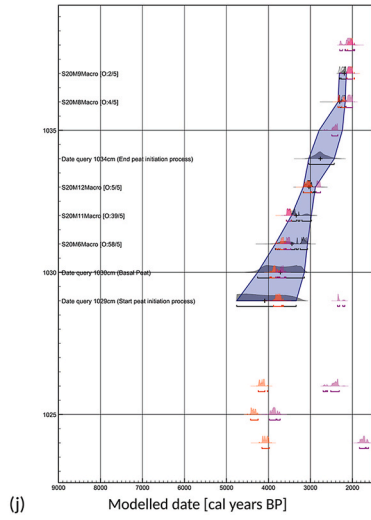 S20M9Macro [O:2/5]
S20M8Macro [O:4/5]
1035
Date query 1034cm (End peat initiation process)
S20M12Macro [O:5/5]
S20M11Macro [O:39/5]
S20M6Macro [O:58/5]
1030
Date query 1030cm (Basal Peat)
Date query 1029cm (Start peat initiation process)
1025
9000 8000 7000 6000 5000 4000 3000 2000
(j) Modelled date [cal years BP]